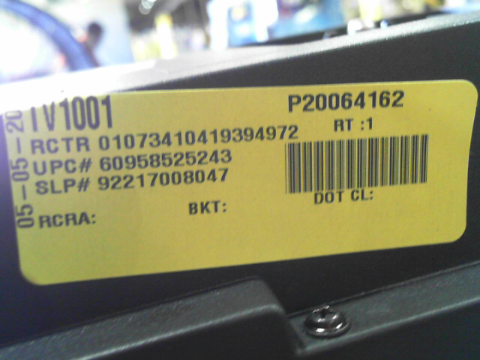 05-05-20
TV1001
P20064162
RCTR 01073410419394972
RT :1
UPC# 60958525243
SLP# 92217008047
RCRA:
BKT:
DOT CL: